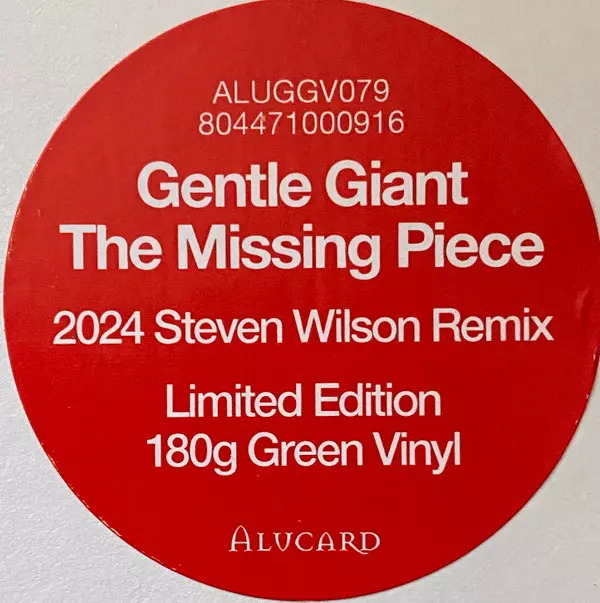 ALUGGV079
804471000916
Gentle Giant
The Missing Piece
2024 Steven Wilson Remix
Limited Edition
180g Green Vinyl
ALUCARD